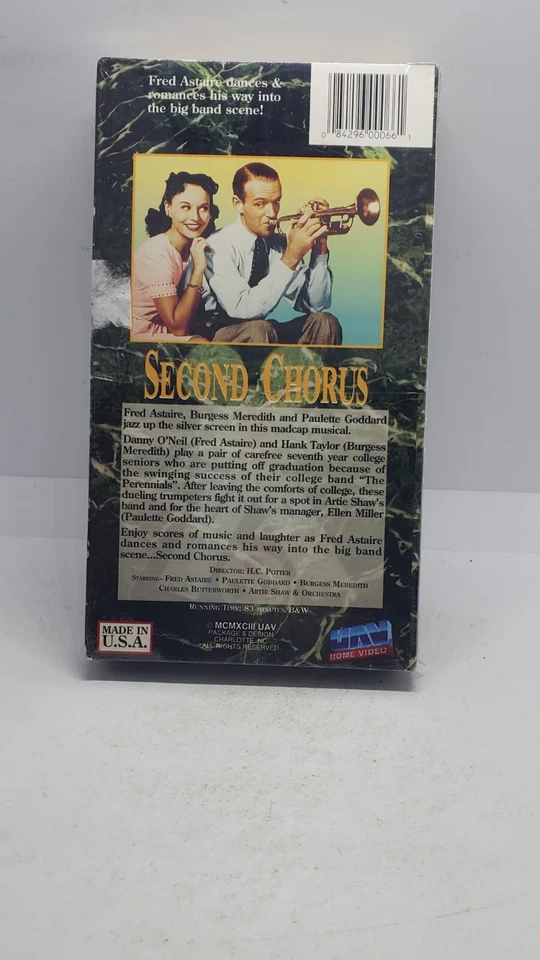 Fred Astaire dances &
romances his way into
the big band scene!
0 84296 00066 1
SECOND CHORUS
Fred Astaire, Burgess Meredith and Paulette Goddard
jazz up the silver screen in this madcap musical.
Danny O'Neil (Fred Astaire) and Hank Taylor (Burgess
Meredith) play a pair of carefree seventh year college
seniors who are putting off graduation because of
the swinging success of their college band "The
Perennials". After leaving the comforts of college, these
dueling trumpeters fight it out for a spot in Artie Shaw's
band and for the heart of Shaw's manager, Ellen Miller
(Paulette Goddard).
Enjoy scores of music and laughter as Fred Astaire
dances and romances his way into the big band
scene...Second Chorus.
DIRECTOR: H.C. POTTER
STARRING– FRED ASTAIRE • PAULETTE GODDARD • BURGESS MEREDITH
CHARLES BUTTERWORTH • ARTIE SHAW & ORCHESTRA
RUNNING TIME: 83 MINUTES/B&W
MADE IN
U.S.A.
© MCMXCIII UAV
PACKAGE & DESIGN
CHARLOTTE, NC
ALL RIGHTS RESERVED
UAV
HOME VIDEO